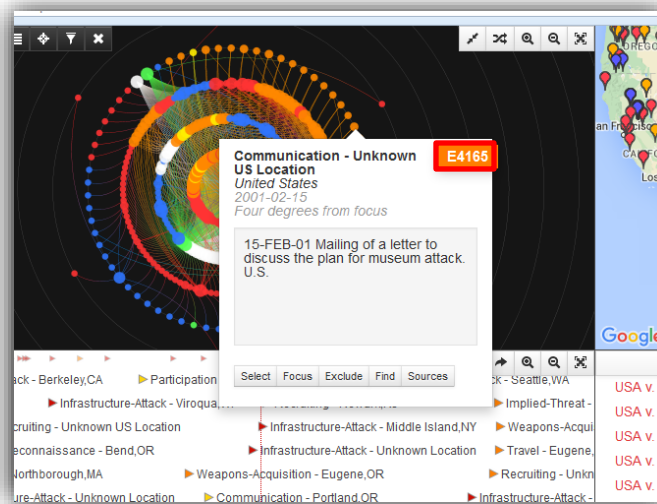 OREGO
an Francisco
CALIFO
Los
Google
Communication - Unknown
US Location
E4165
United States
2001-02-15
Four degrees from focus
15-FEB-01 Mailing of a letter to
discuss the plan for museum attack.
U.S.
Select Focus Exclude Find Sources
ack - Berkeley,CA Participation ck - Seattle,WA
Infrastructure-Attack - Viroqua, Implied-Threat -
cruiting - Unknown US Location Infrastructure-Attack - Middle Island,NY Weapons-Acqui
econnaissance - Bend,OR Infrastructure-Attack - Unknown Location Travel - Eugene,
Northborough,MA Weapons-Acquisition - Eugene,OR Recruiting - Unkn
ure-Attack - Unknown Location Communication - Portland,OR Infrastructure-Attack -
USA v.
USA v.
USA v.
USA v.
USA v.